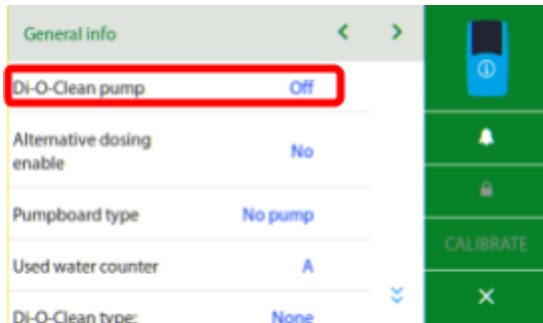 General info
Di-O-Clean pump Off
Alternative dosing
enable No
Pumpboard type No pump
CALIBRATE
Used water counter A
Di-O-Clean type: None